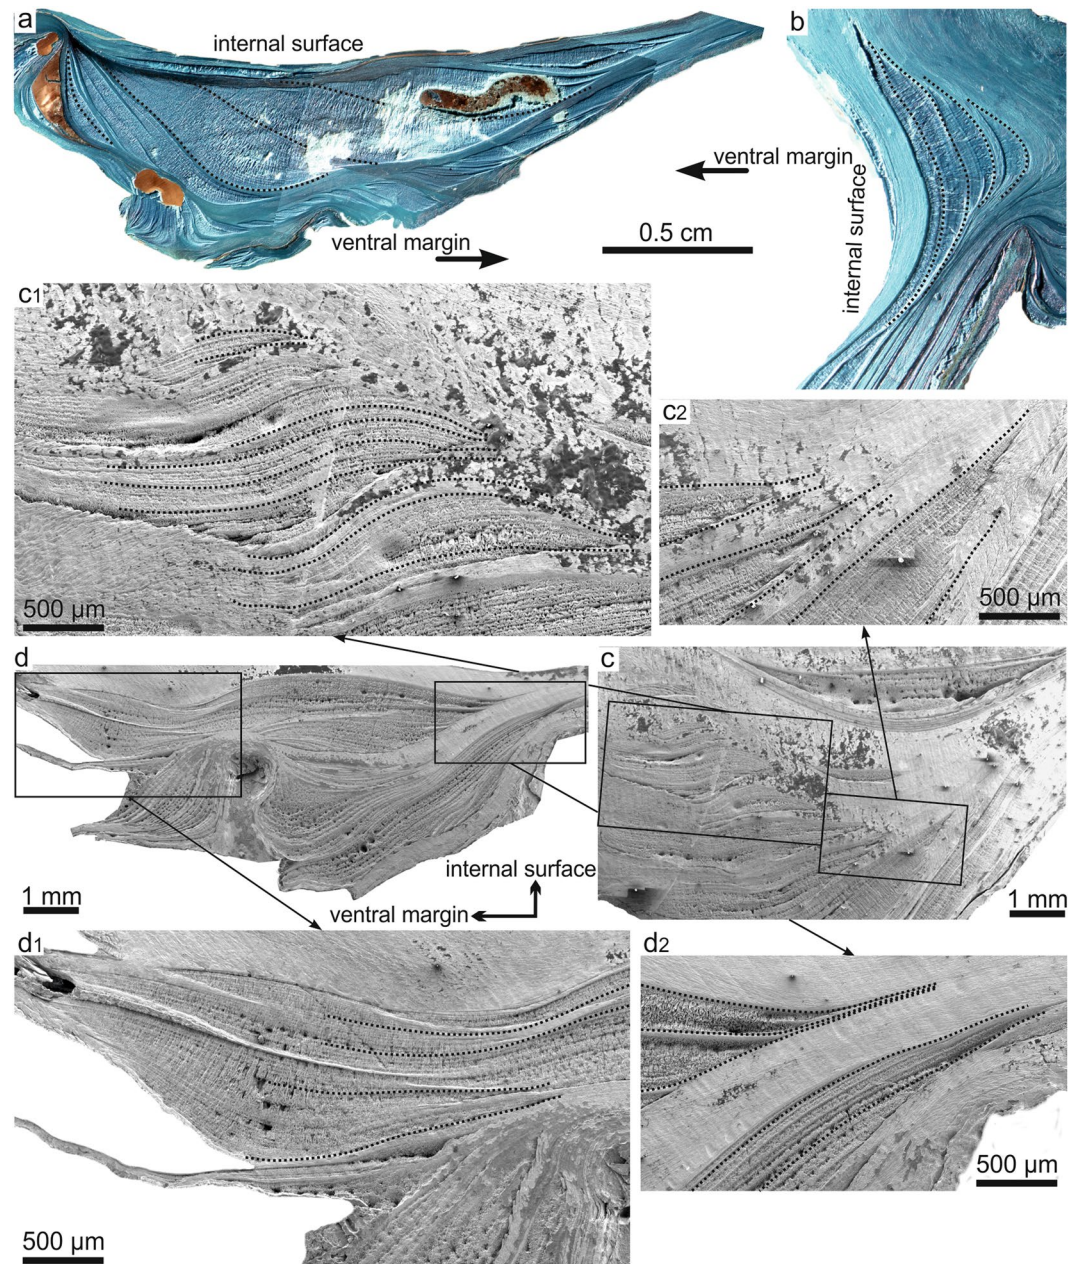 a
internal surface
b
ventral margin
internal surface
ventral margin
0.5 cm
c1
c2
500 µm
500 µm
d
c
internal surface
1 mm
ventral margin
1 mm
d1
d2
500 µm
500 µm